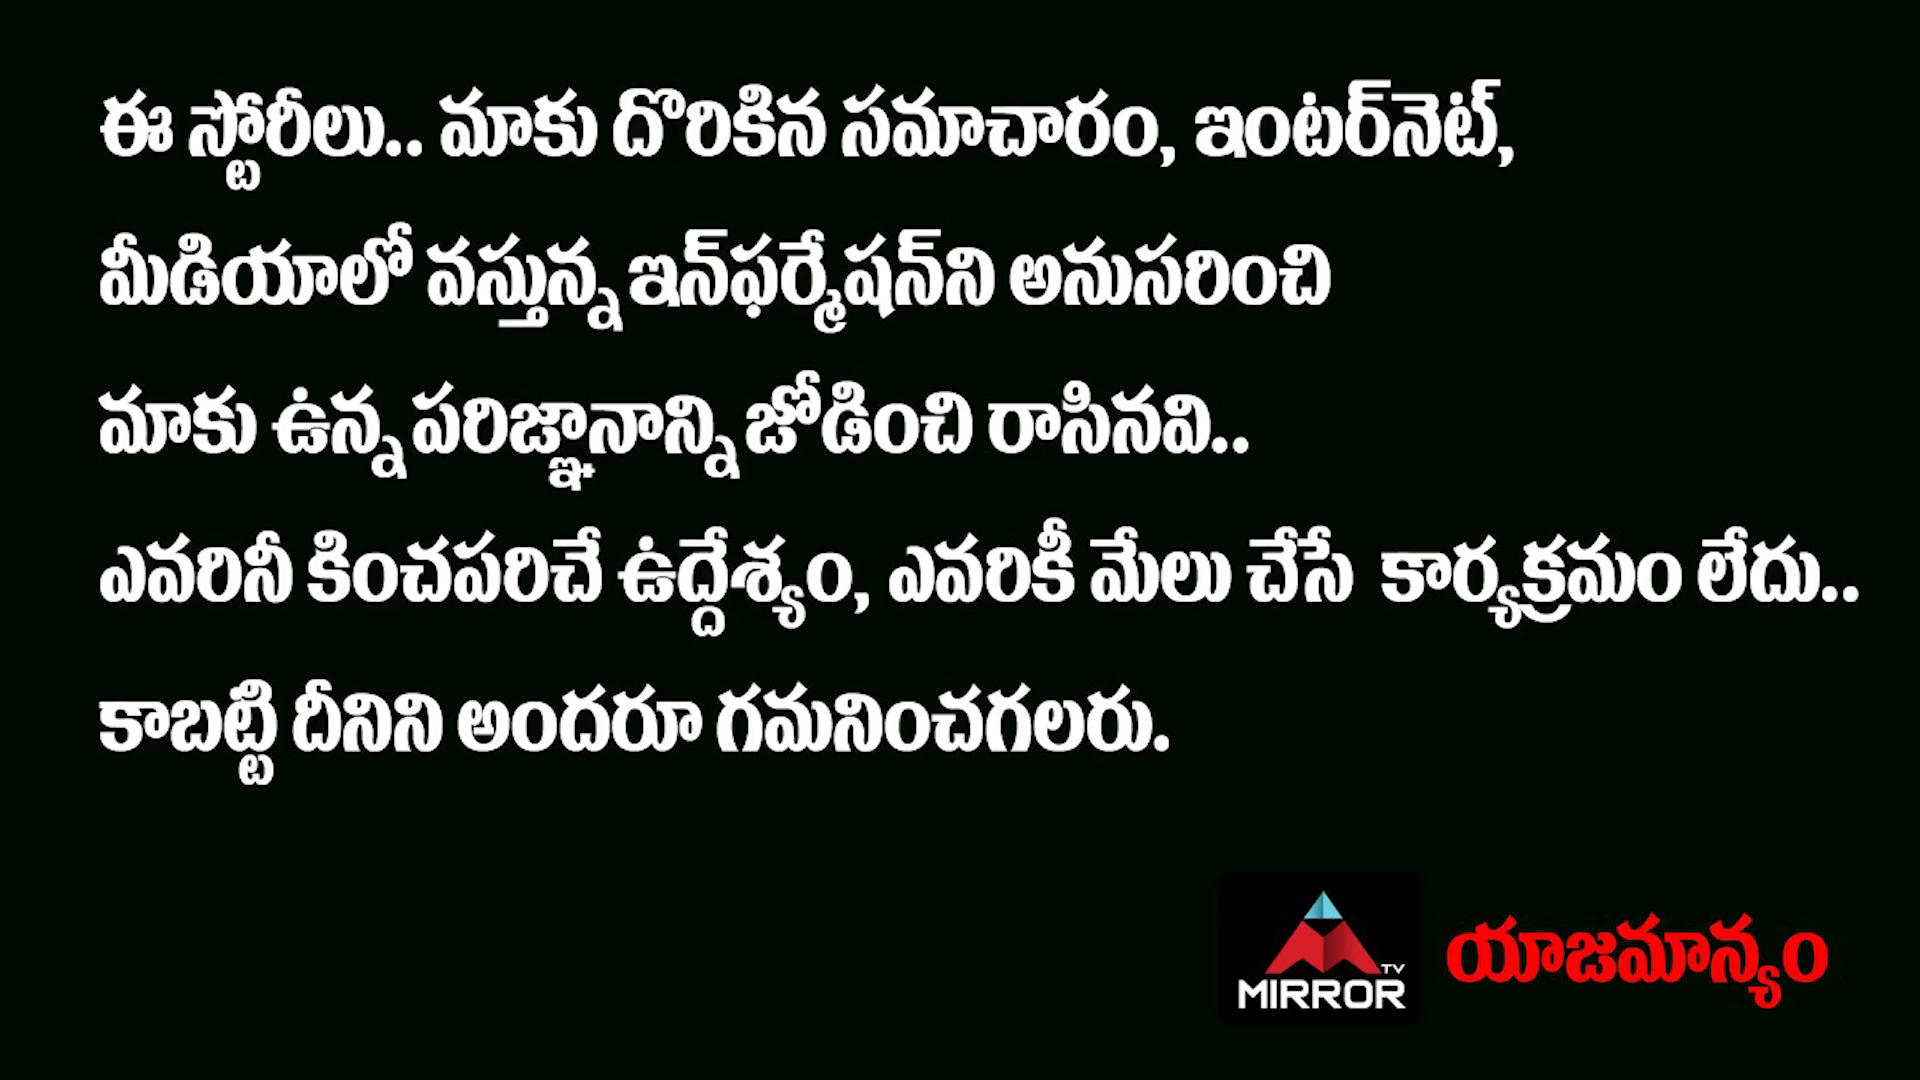 ఈ స్టోరీలు.. మాకు దొరికిన సమాచారం, ఇంటర్‌నెట్,
మీడియాలో వస్తున్న ఇన్‌ఫర్మేషన్‌ని అనుసరించి
మాకు ఉన్న పరిజ్ఞానాన్ని జోడించి రాసినవి..
ఎవరినీ కించపరిచే ఉద్దేశ్యం, ఎవరికీ మేలు చేసే కార్యక్రమం లేదు..
కాబట్టి దీనిని అందరూ గమనించగలరు.
TV
MIRROR
యాజమాన్యం